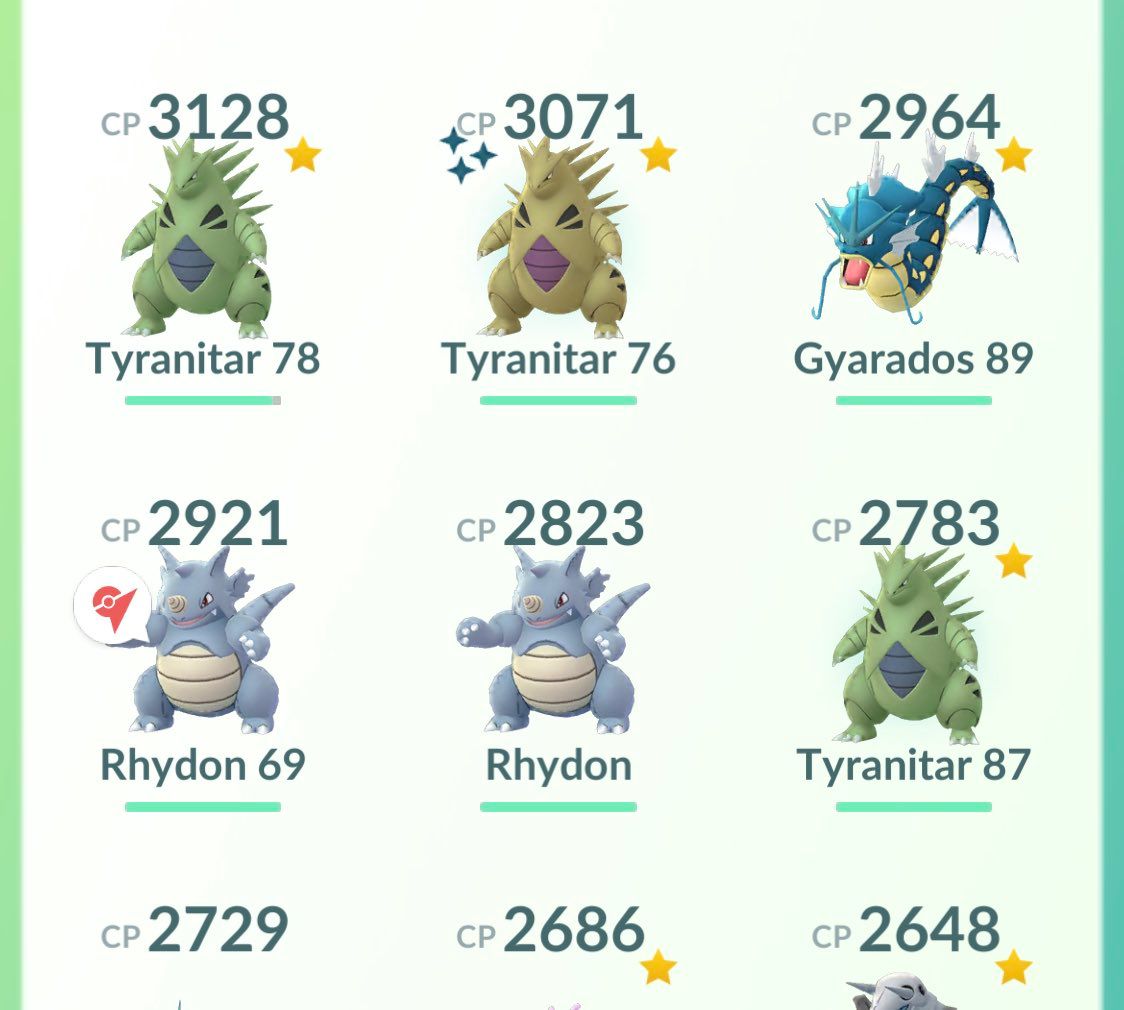 CP 3128 CP 3071 CP 2964
Tyranitar 78 Tyranitar 76 Gyarados 89
CP 2921 CP 2823 CP 2783
Rhydon 69 Rhydon Tyranitar 87
CP 2729 CP 2686 CP 2648